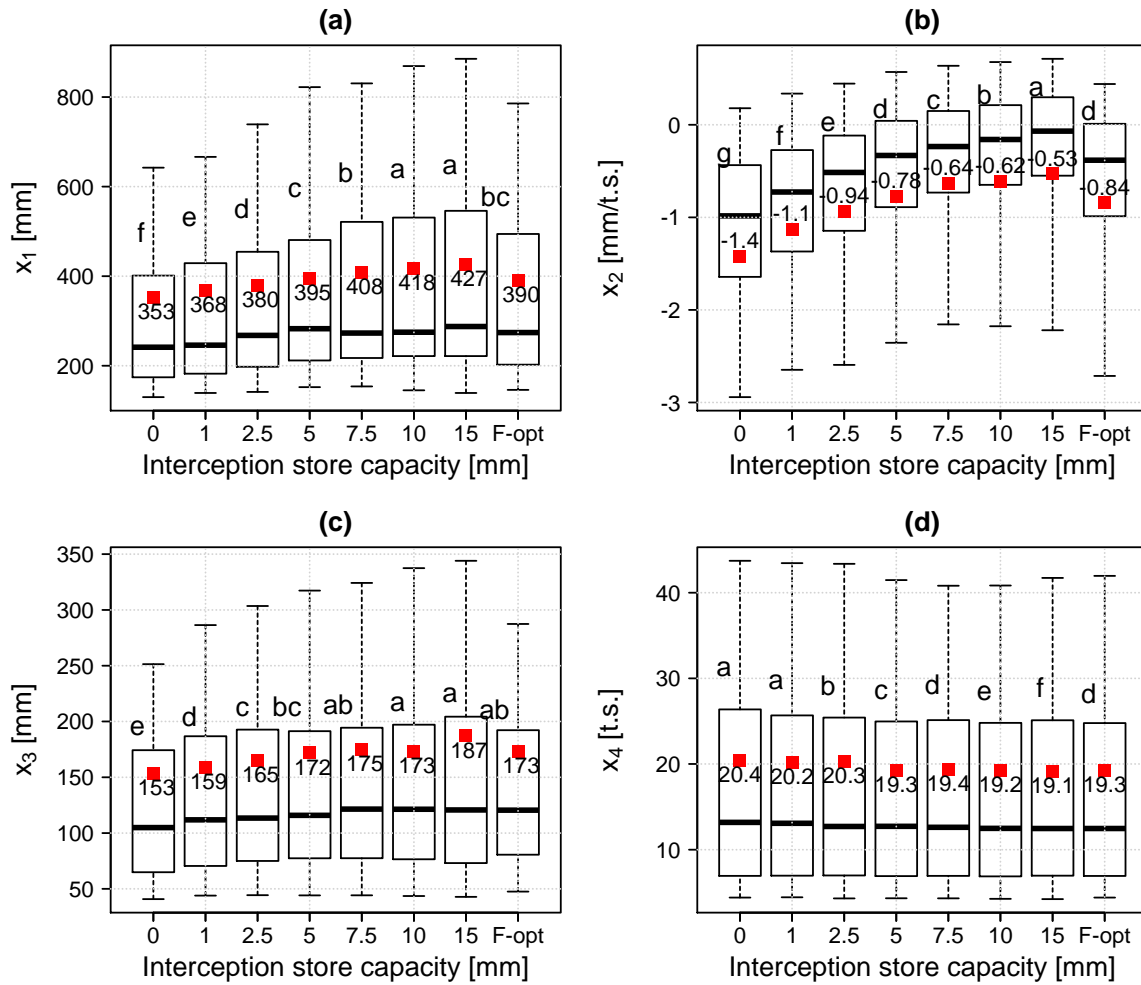 (a)
x1 [mm]
800
600
400
200
f e d c b a a bc
353 368 380 395 408 418 427 390
0 1 2.5 5 7.5 10 15 F-opt
Interception store capacity [mm]
(b)
x2 [mm/t.s.]
0
-1
-2
-3
g f e d c b a d
-1.4 -1.1 -0.94 -0.78 -0.64 -0.62 -0.53 -0.84
0 1 2.5 5 7.5 10 15 F-opt
Interception store capacity [mm]
(c)
x3 [mm]
350
300
250
200
150
100
50
e d c bc ab a a ab
153 159 165 172 175 173 187 173
0 1 2.5 5 7.5 10 15 F-opt
Interception store capacity [mm]
(d)
x4 [t.s.]
40
30
20
10
a a b c d e f d
20.4 20.2 20.3 19.3 19.4 19.2 19.1 19.3
0 1 2.5 5 7.5 10 15 F-opt
Interception store capacity [mm]